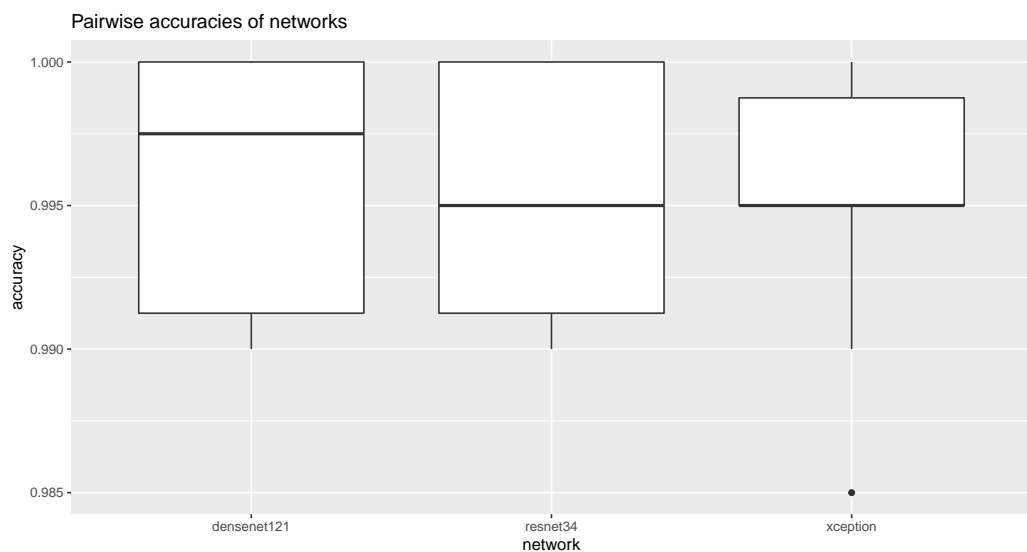 Pairwise accuracies of networks
1.000
0.995
0.990
0.985
accuracy
densenet121
resnet34
xception
network